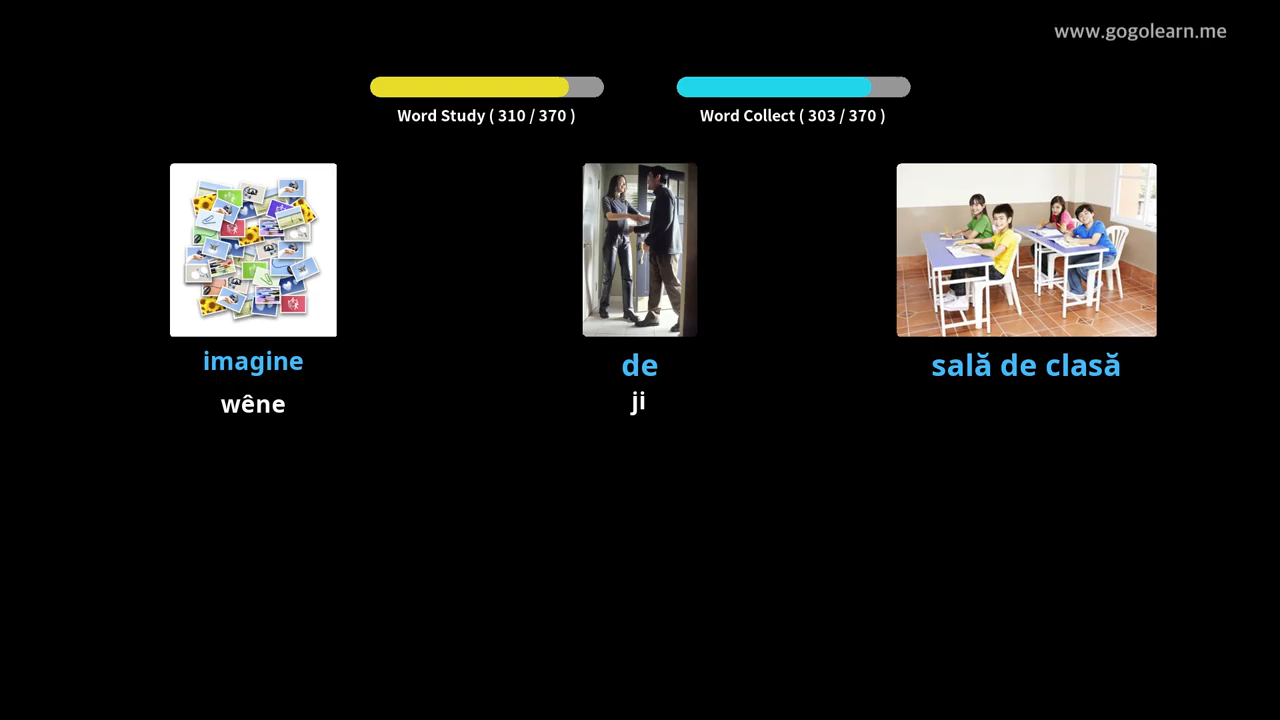 www.gogolearn.me
Word Study ( 310 / 370 )
Word Collect ( 303 / 370 )
imagine
wêne
de
ji
sală de clasă